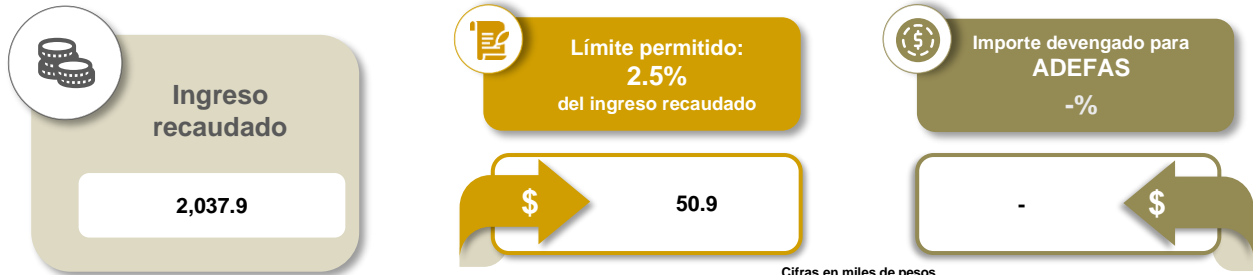 Ingreso
recaudado
2,037.9
Límite permitido:
2.5%
del ingreso recaudado
$
50.9
Importe devengado para
ADEFAS
-%
-
$
Cifras en miles de pesos